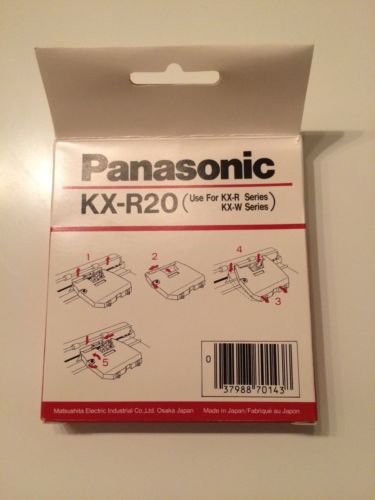 Panasonic
KX-R20 (Use For KX-R Series
KX-W Series)
1
2
4
3
5
0
37988 70143
Matsushita Electric Industrial Co., Ltd. Osaka Japan
Made in Japan/Fabriqué au Japon